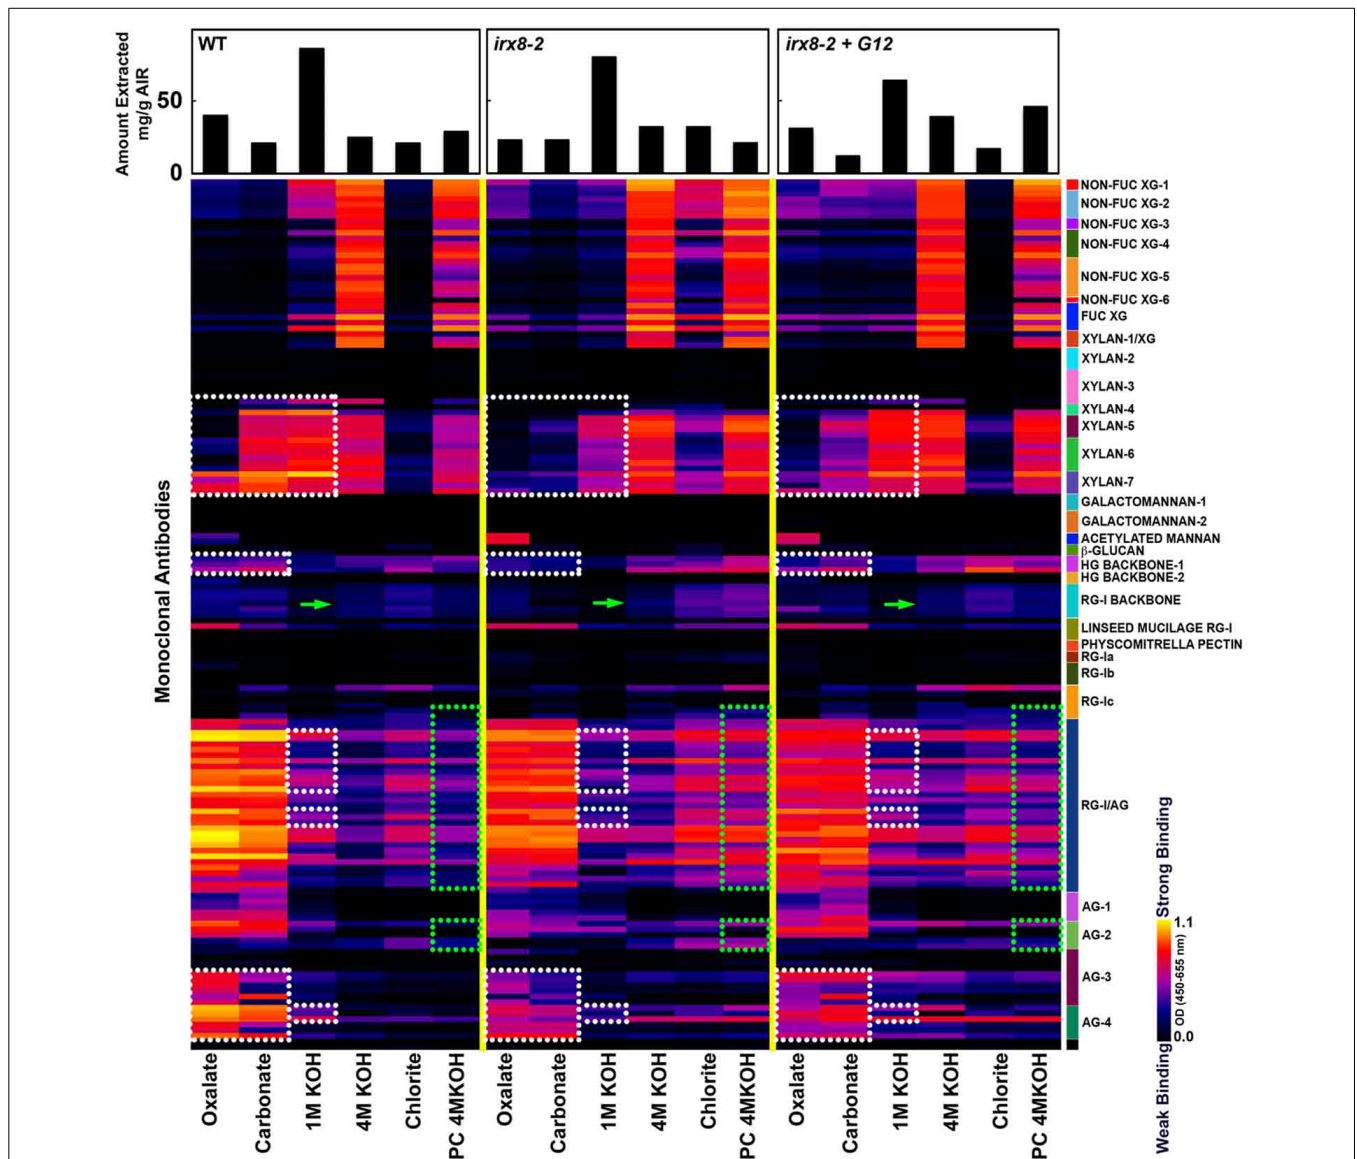 WT
irx8-2
irx8-2 + G12
Amount Extracted
mg/g AIR
50
0
NON-FUC XG-1
NON-FUC XG-2
NON-FUC XG-3
NON-FUC XG-4
NON-FUC XG-5
NON-FUC XG-6
FUC XG
XYLAN-1/XG
XYLAN-2
XYLAN-3
XYLAN-4
XYLAN-5
XYLAN-6
XYLAN-7
GALACTOMANNAN-1
GALACTOMANNAN-2
ACETYLATED MANNAN
β-GLUCAN
HG BACKBONE-1
HG BACKBONE-2
RG-I BACKBONE
LINSEED MUCILAGE RG-I
PHYSCOMITRELLA PECTIN
RG-Ia
RG-Ib
RG-Ic
RG-I/AG
AG-1
AG-2
AG-3
AG-4
Monoclonal Antibodies
Weak Binding Strong Binding
1.1
OD (450-655 nm)
0.0
Oxalate
Carbonate
1M KOH
4M KOH
Chlorite
PC 4MKOH
Oxalate
Carbonate
1M KOH
4M KOH
Chlorite
PC 4MKOH
Oxalate
Carbonate
1M KOH
4M KOH
Chlorite
PC 4MKOH